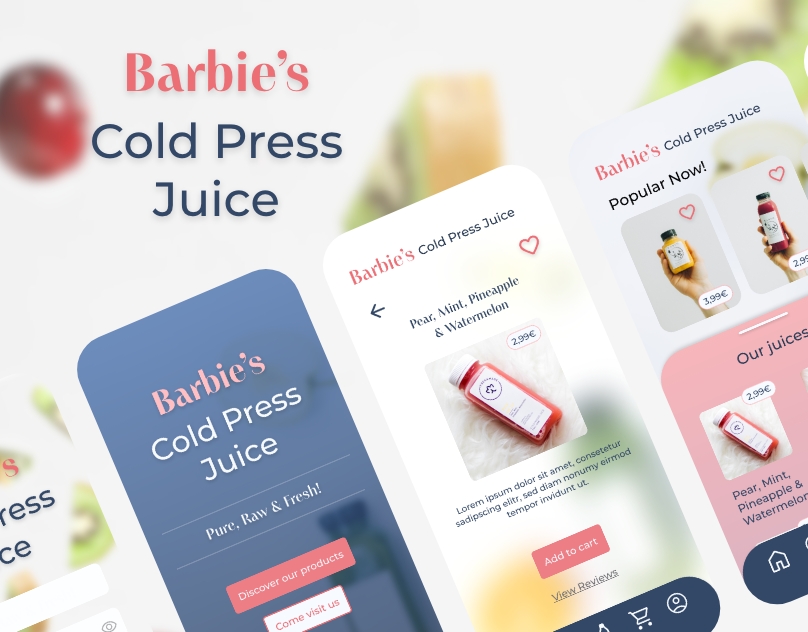 Barbie's
Cold Press
Juice
Barbie's Cold Press Juice
Popular Now!
3,99€
2,99
Our juices
2,99€
Pear, Mint,
Pineapple &
Watermelon
Barbie's Cold Press Juice
Pear, Mint, Pineapple
& Watermelon
2,99€
Lorem ipsum dolor sit amet, consetetur
sadipscing elitr, sed diam nonumy eirmod
tempor invidunt ut.
Add to cart
View Reviews
Barbie's
Cold Press
Juice
Pure, Raw & Fresh!
Discover our products
Come visit us
's
ress
ce